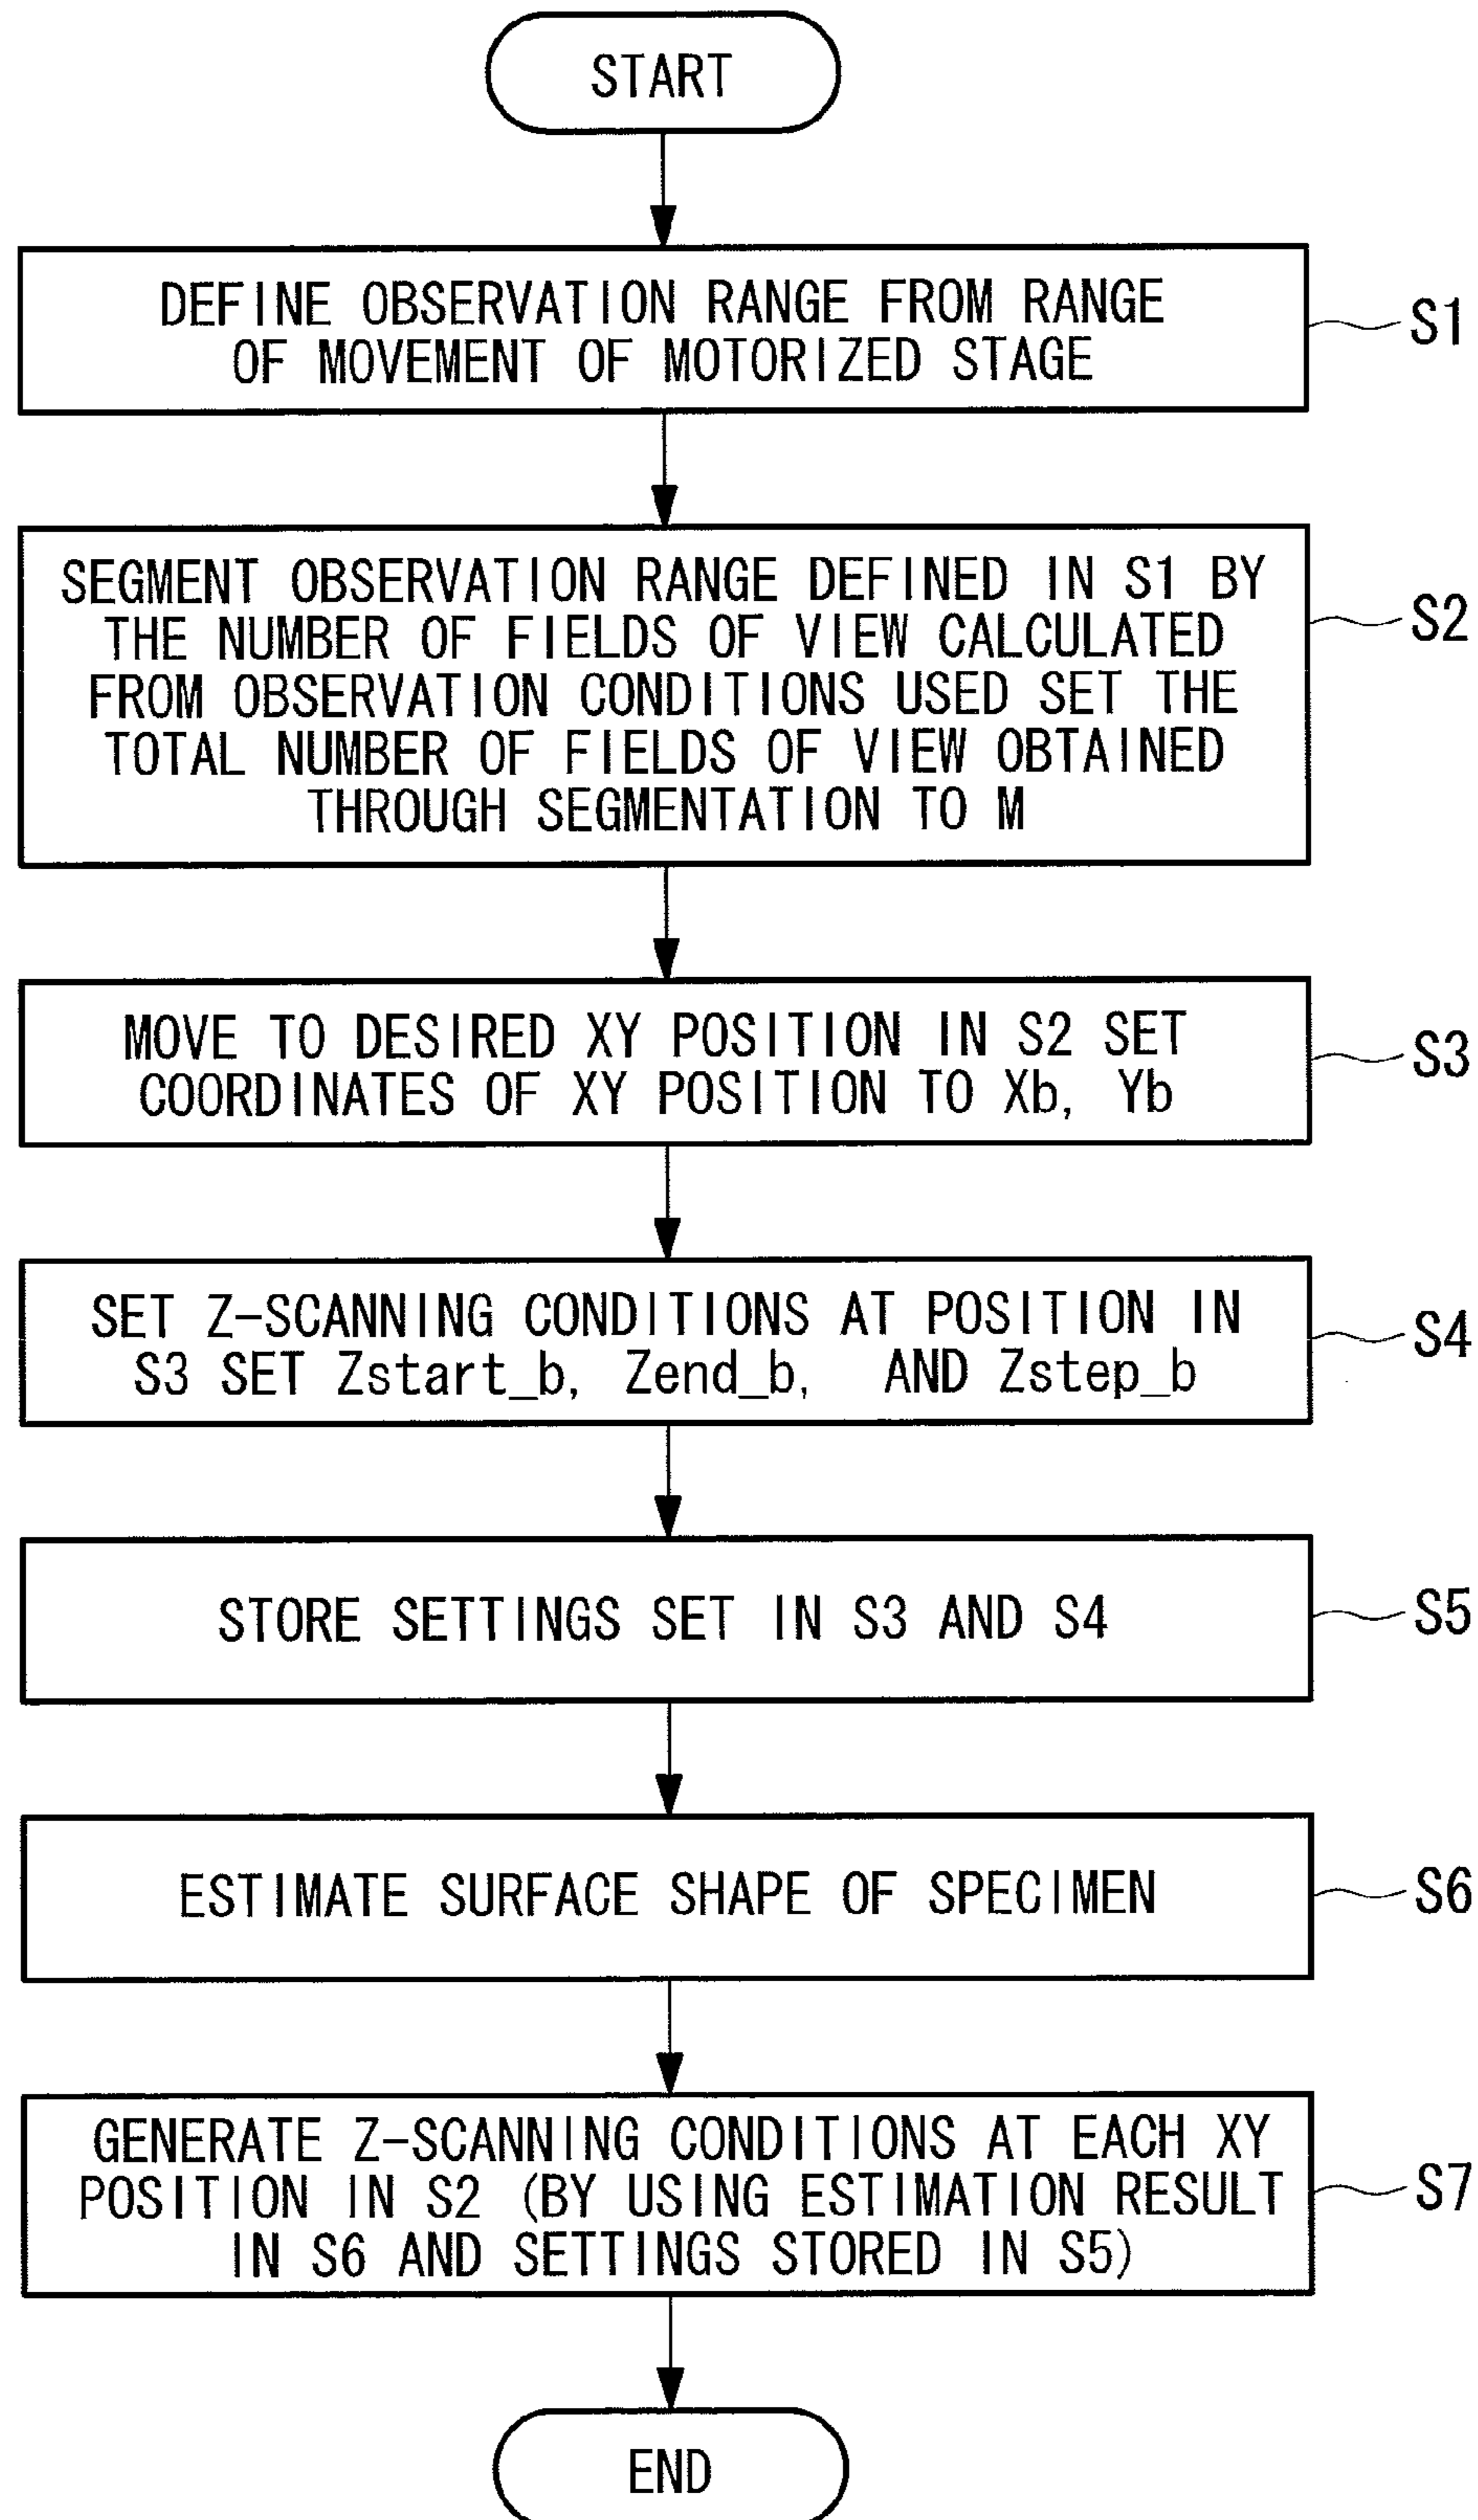 START
DEFINE OBSERVATION RANGE FROM RANGE
OF MOVEMENT OF MOTORIZED STAGE
S1
SEGMENT OBSERVATION RANGE DEFINED IN S1 BY
THE NUMBER OF FIELDS OF VIEW CALCULATED
FROM OBSERVATION CONDITIONS USED SET THE
TOTAL NUMBER OF FIELDS OF VIEW OBTAINED
THROUGH SEGMENTATION TO M
S2
MOVE TO DESIRED XY POSITION IN S2 SET
COORDINATES OF XY POSITION TO Xb, Yb
S3
SET Z-SCANNING CONDITIONS AT POSITION IN
S3 SET Zstart_b, Zend_b, AND Zstep_b
S4
STORE SETTINGS SET IN S3 AND S4
S5
ESTIMATE SURFACE SHAPE OF SPECIMEN
S6
GENERATE Z-SCANNING CONDITIONS AT EACH XY
POSITION IN S2 (BY USING ESTIMATION RESULT
IN S6 AND SETTINGS STORED IN S5)
S7
END